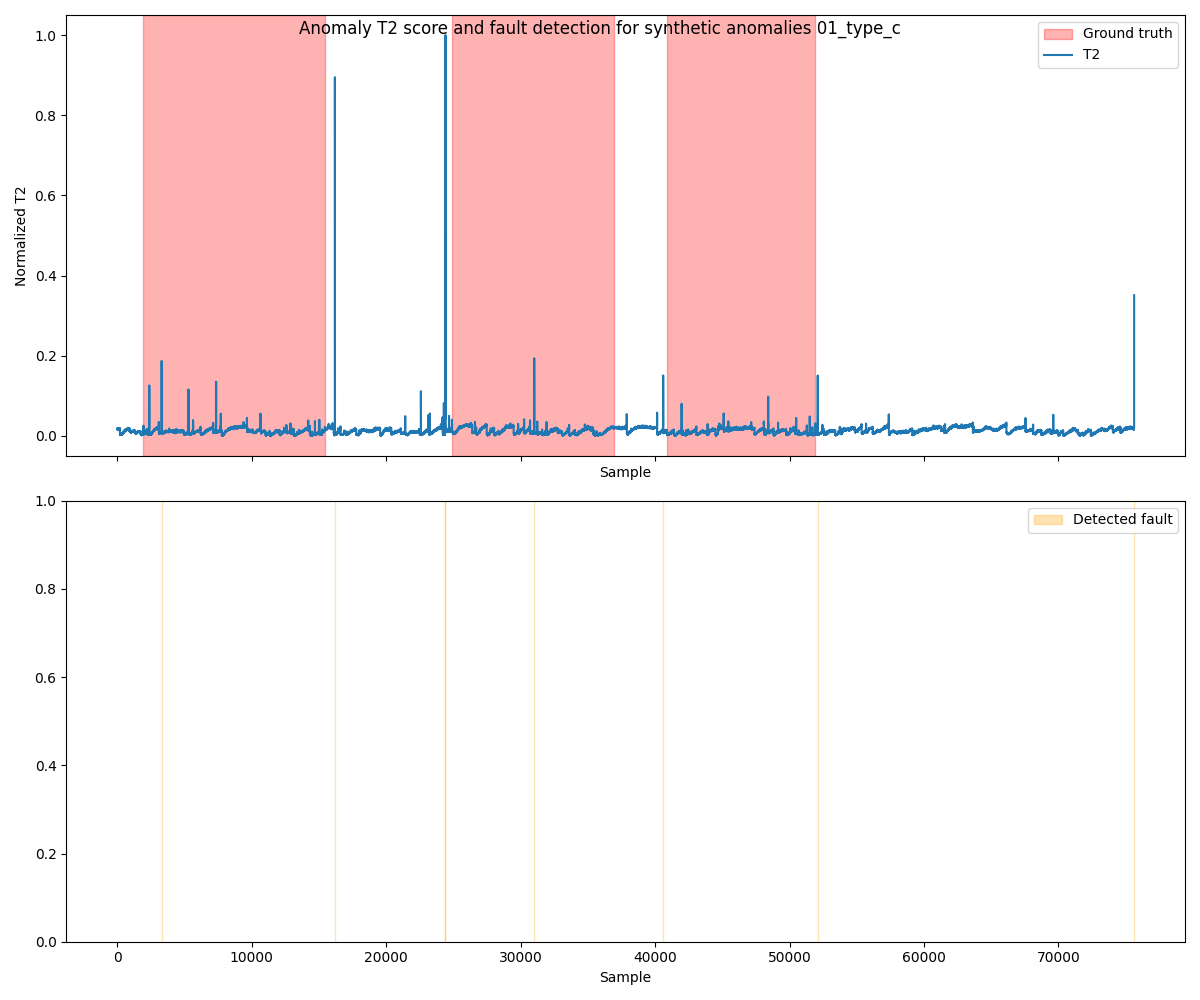 Anomaly T2 score and fault detection for synthetic anomalies 01_type_c
Ground truth
T2
1.0
0.8
0.6
0.4
0.2
0.0
Normalized T2
Sample
Detected fault
1.0
0.8
0.6
0.4
0.2
0.0
0 10000 20000 30000 40000 50000 60000 70000
Sample